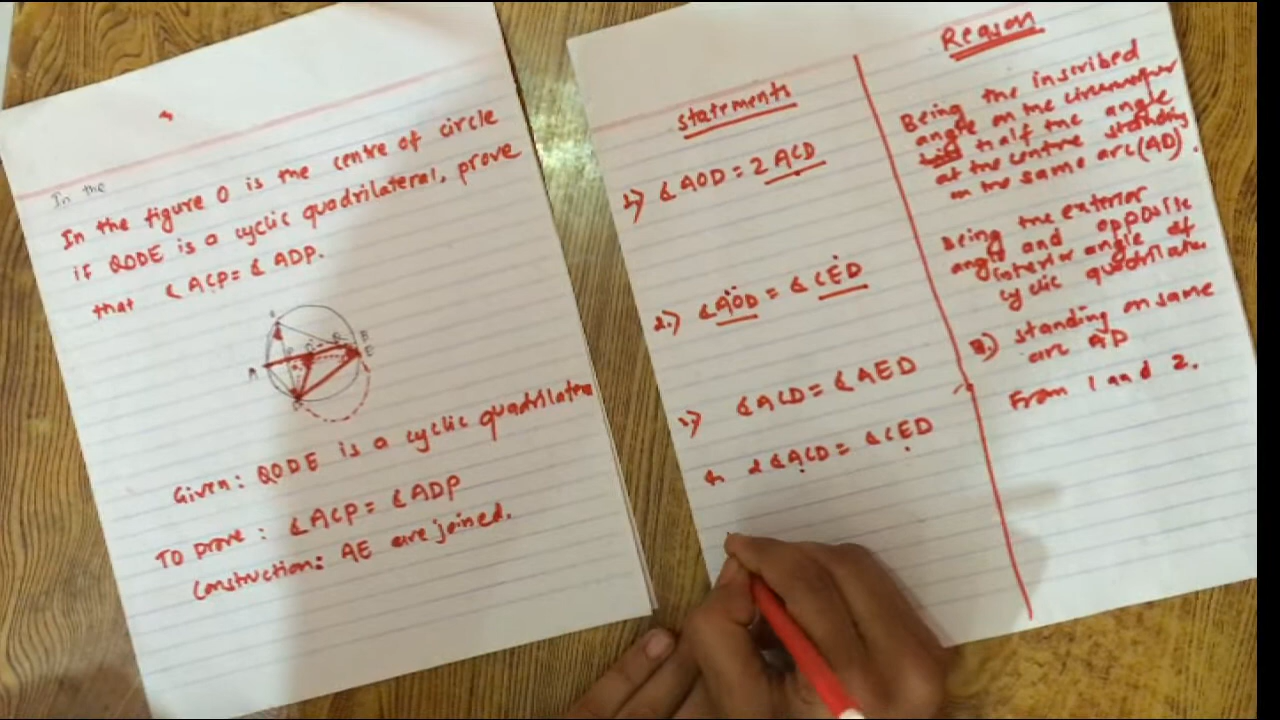 In the
In the figure O is the centre of circle
if QODE is a cyclic quadrilateral, prove
that ∠ACP = ∠ADP.
A
E
Given: QODE is a cyclic quadrilateral
To prove: ∠ACP = ∠ADP
Construction: AE are joined.
statements
1.) ∠AOD = 2 ACD
2.) ∠AOD = ∠CED
3.) ∠ACD = ∠AED
4. 2∠ACD = ∠CED
Reason
Being the inscribed
angle on the circumference
half the angle
at the centre standing
on the same arc (AD).
Being the exterior
angle and opposite
interior angle of
cyclic quadrilateral
3.) standing on same
arc AD
From 1 and 2.